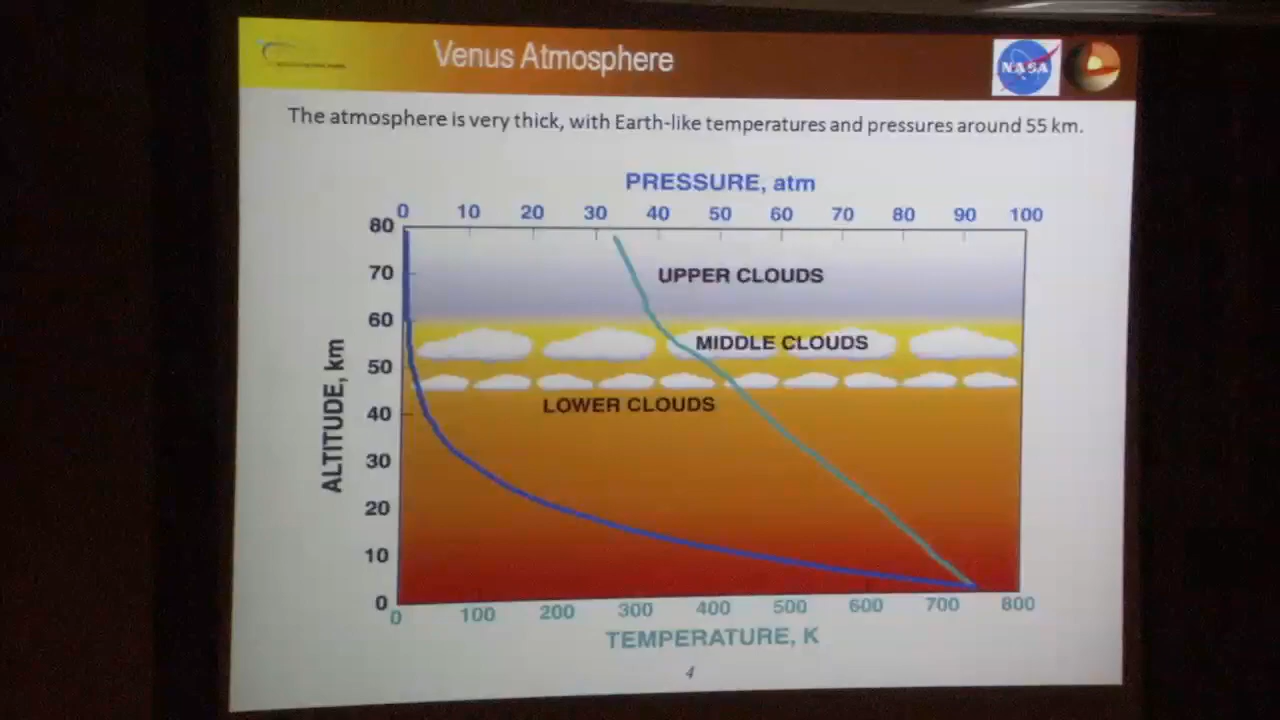 Venus Atmosphere
NASA
The atmosphere is very thick, with Earth-like temperatures and pressures around 55 km.
PRESSURE, atm
0 10 20 30 40 50 60 70 80 90 100
80
70
60
50
40
30
20
10
0
ALTITUDE, km
UPPER CLOUDS
MIDDLE CLOUDS
LOWER CLOUDS
0 100 200 300 400 500 600 700 800
TEMPERATURE, K
4